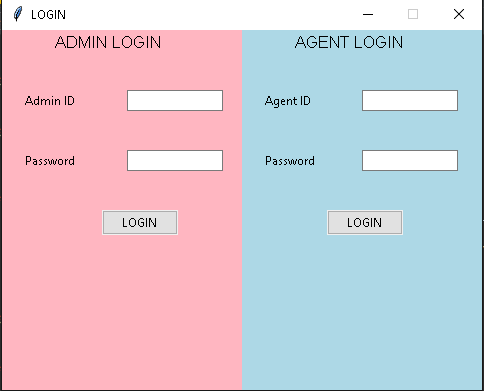 LOGIN
ADMIN LOGIN
Admin ID
Password
LOGIN
AGENT LOGIN
Agent ID
Password
LOGIN